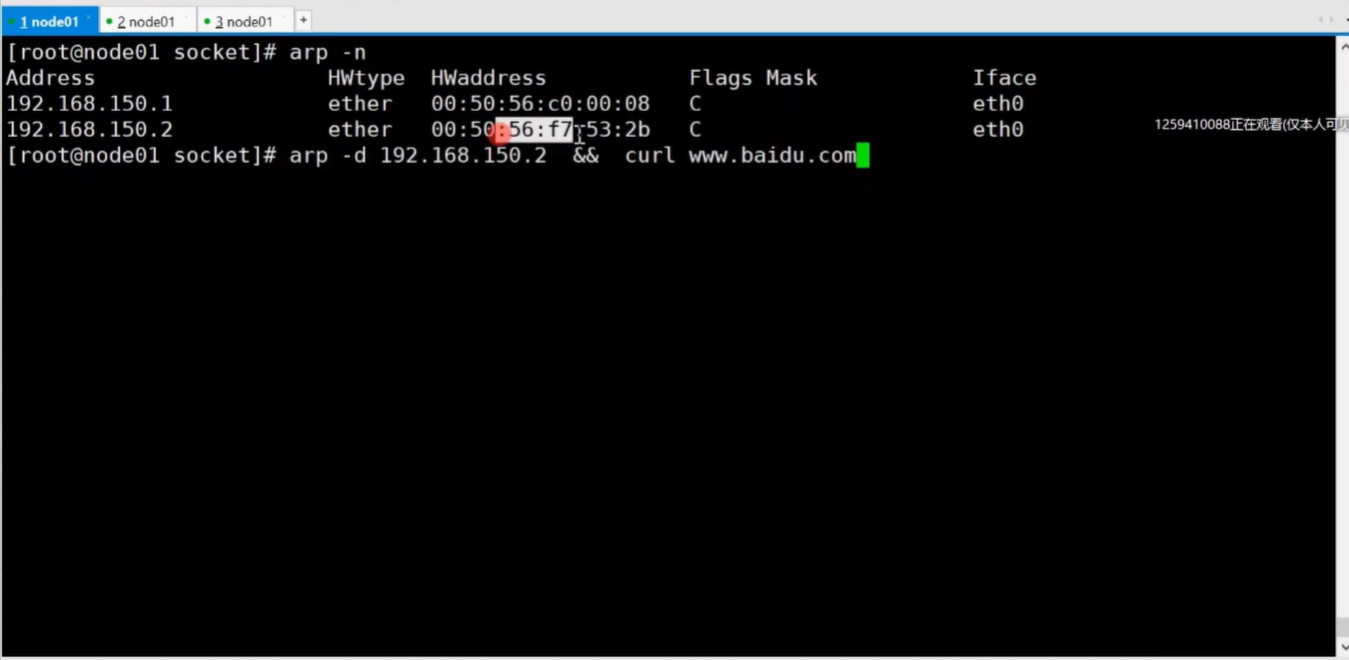 1 node01 2 node01 3 node01 +
[root@node01 socket]# arp -n
Address HWtype HWaddress Flags Mask Iface
192.168.150.1 ether 00:50:56:c0:00:08 C eth0
192.168.150.2 ether 00:50:56:f7:53:2b C eth0
1259410088正在观看(仅本人可见
[root@node01 socket]# arp -d 192.168.150.2 && curl www.baidu.com